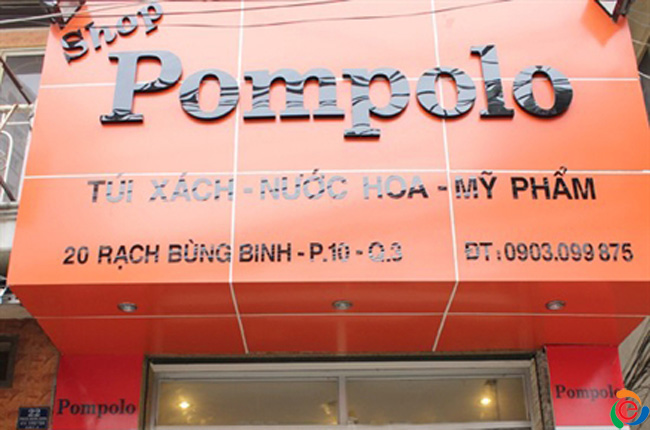 Shop
Pompolo
TÚI XÁCH - NƯỚC HOA - MỸ PHẨM
20 RẠCH BÙNG BINH - P.10 - Q.3 ĐT: 0903.099 875
22
Pompolo
Pompolo